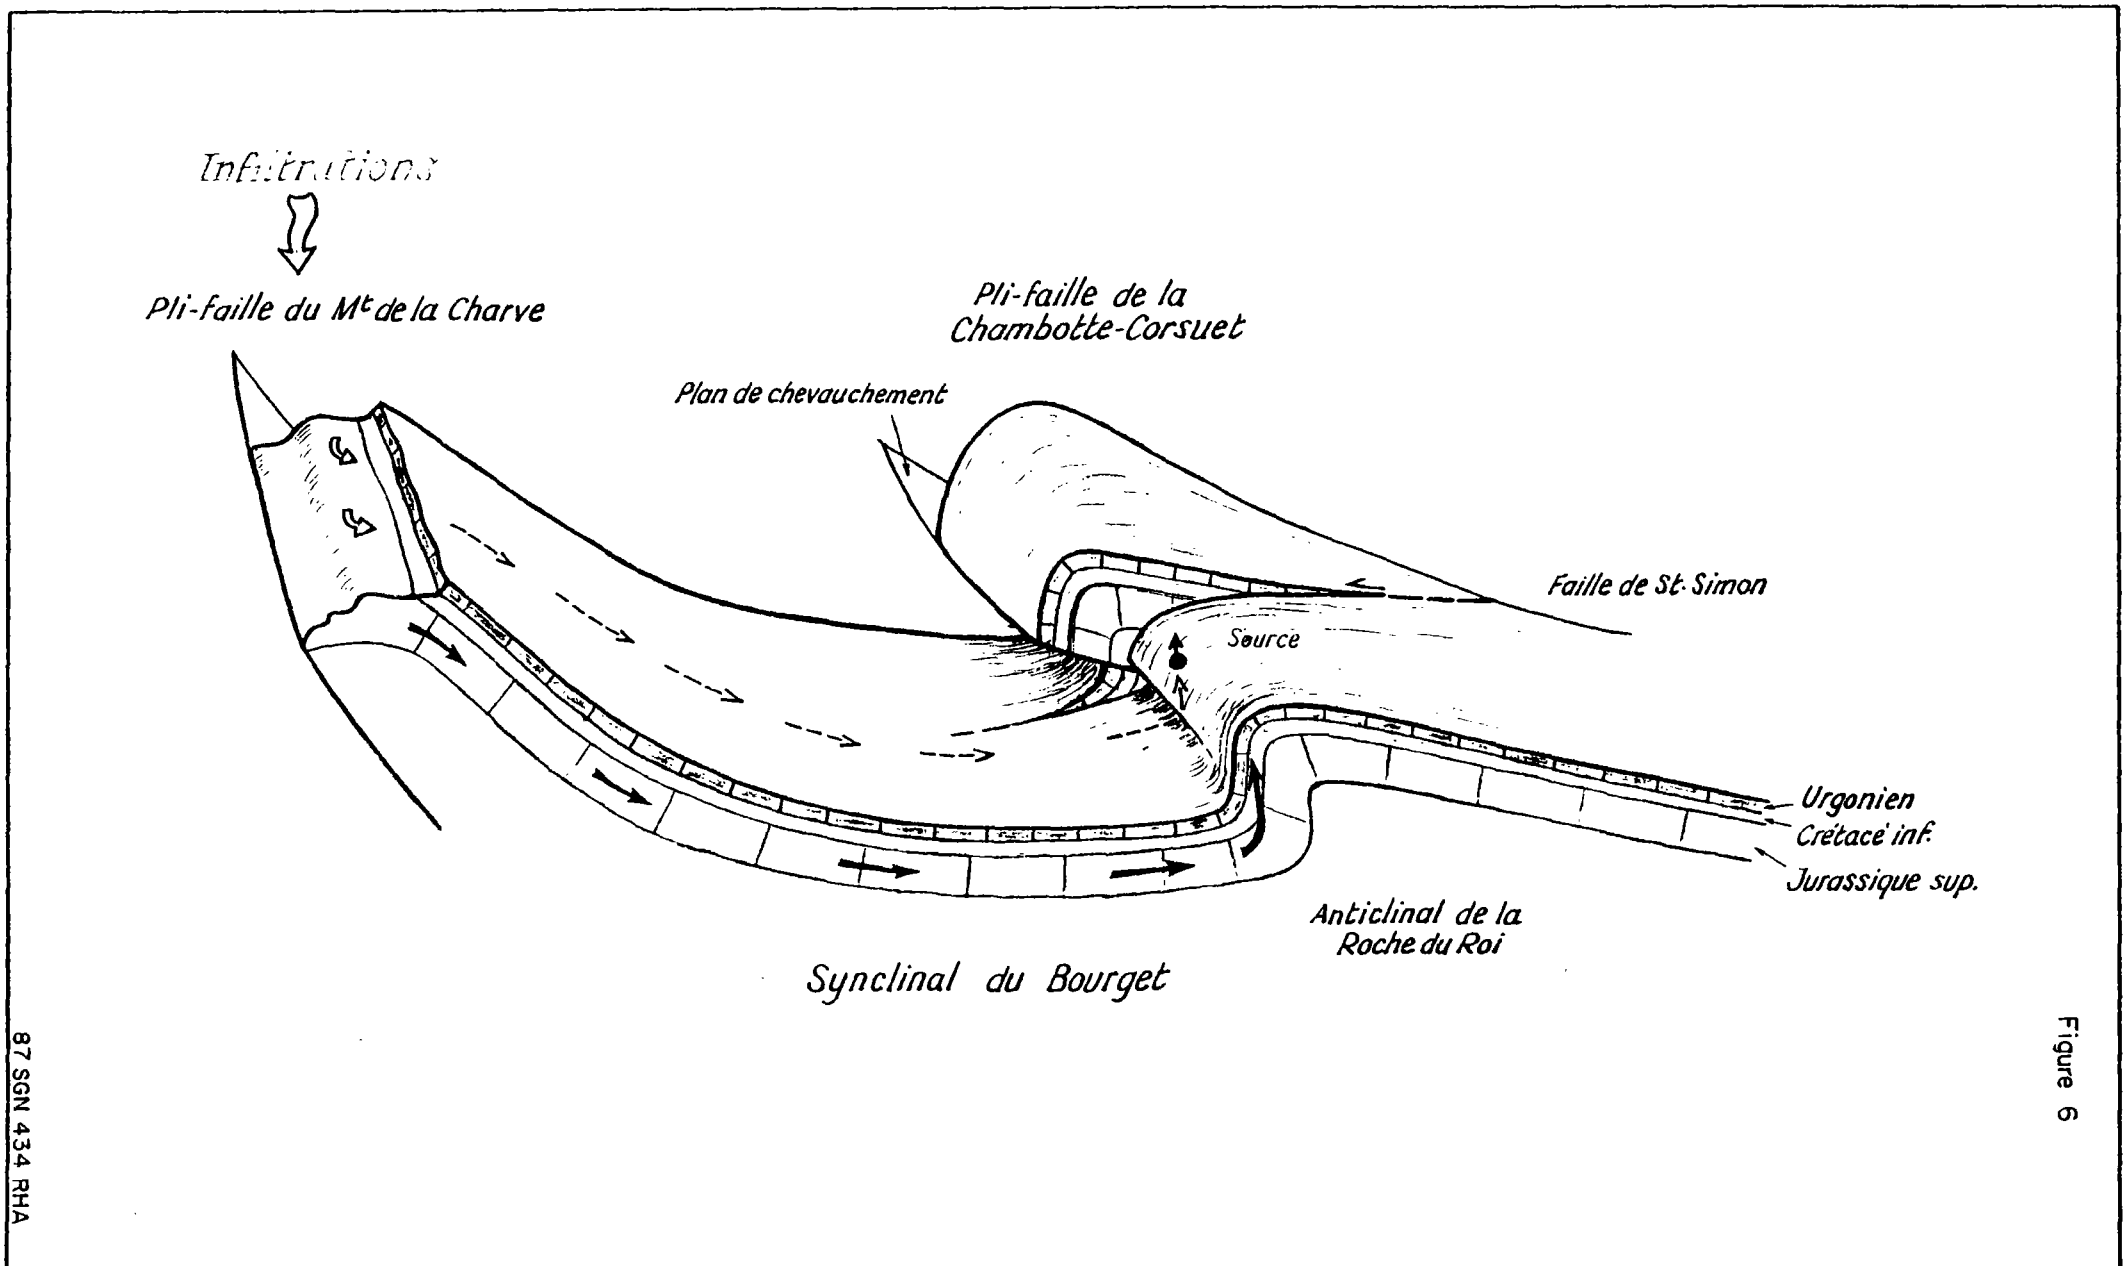 Infiltrations
Pli-faille du Mt de la Charve
Pli-faille de la
Chambotte-Corsuet
Plan de chevauchement
Faille de St. Simon
Source
Urgonien
Crétacé inf.
Jurassique sup.
Anticlinal de la
Roche du Roi
Synclinal du Bourget
Figure 6
87 SGN 434 RHA